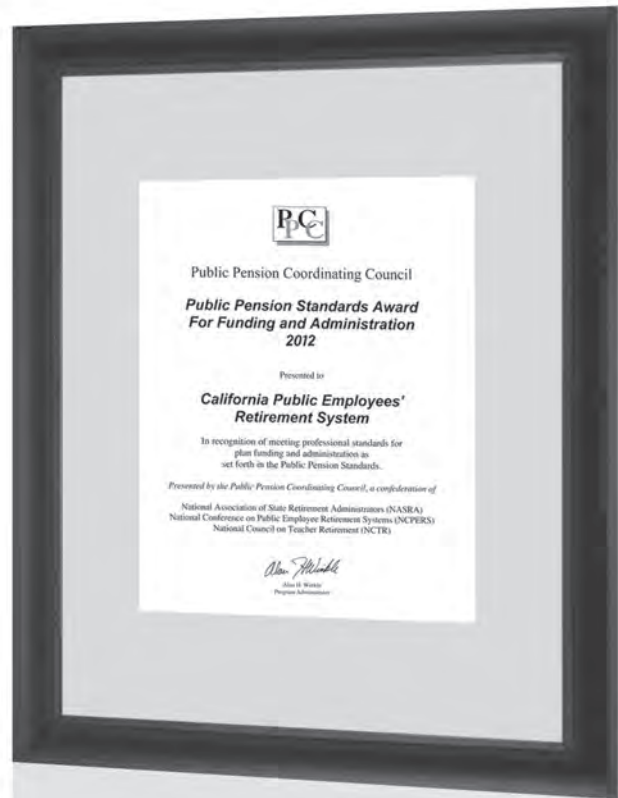 PPCC
Public Pension Coordinating Council
Public Pension Standards Award
For Funding and Administration
2012
Presented to
California Public Employees'
Retirement System
In recognition of meeting professional standards for
plan funding and administration as
set forth in the Public Pension Standards.
Presented by the Public Pension Coordinating Council, a confederation of
National Association of State Retirement Administrators (NASRA)
National Conference on Public Employee Retirement Systems (NCPERS)
National Council on Teacher Retirement (NCTR)
Alan H. Winkle
Alan H. Winkle
Program Administrator